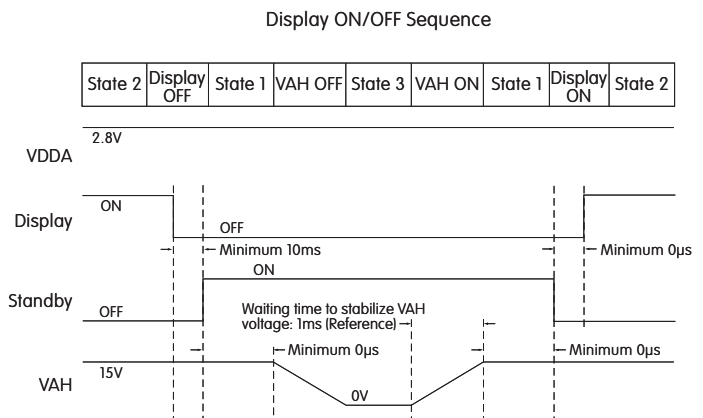 Display ON/OFF Sequence
State 2 Display OFF State 1 VAH OFF State 3 VAH ON State 1 Display ON State 2
2.8V
VDDA
ON
Display
OFF
Minimum 10ms
Minimum 0µs
ON
Standby
OFF
Waiting time to stabilize VAH
voltage: 1ms (Reference)
Minimum 0µs
Minimum 0µs
15V
VAH
0V